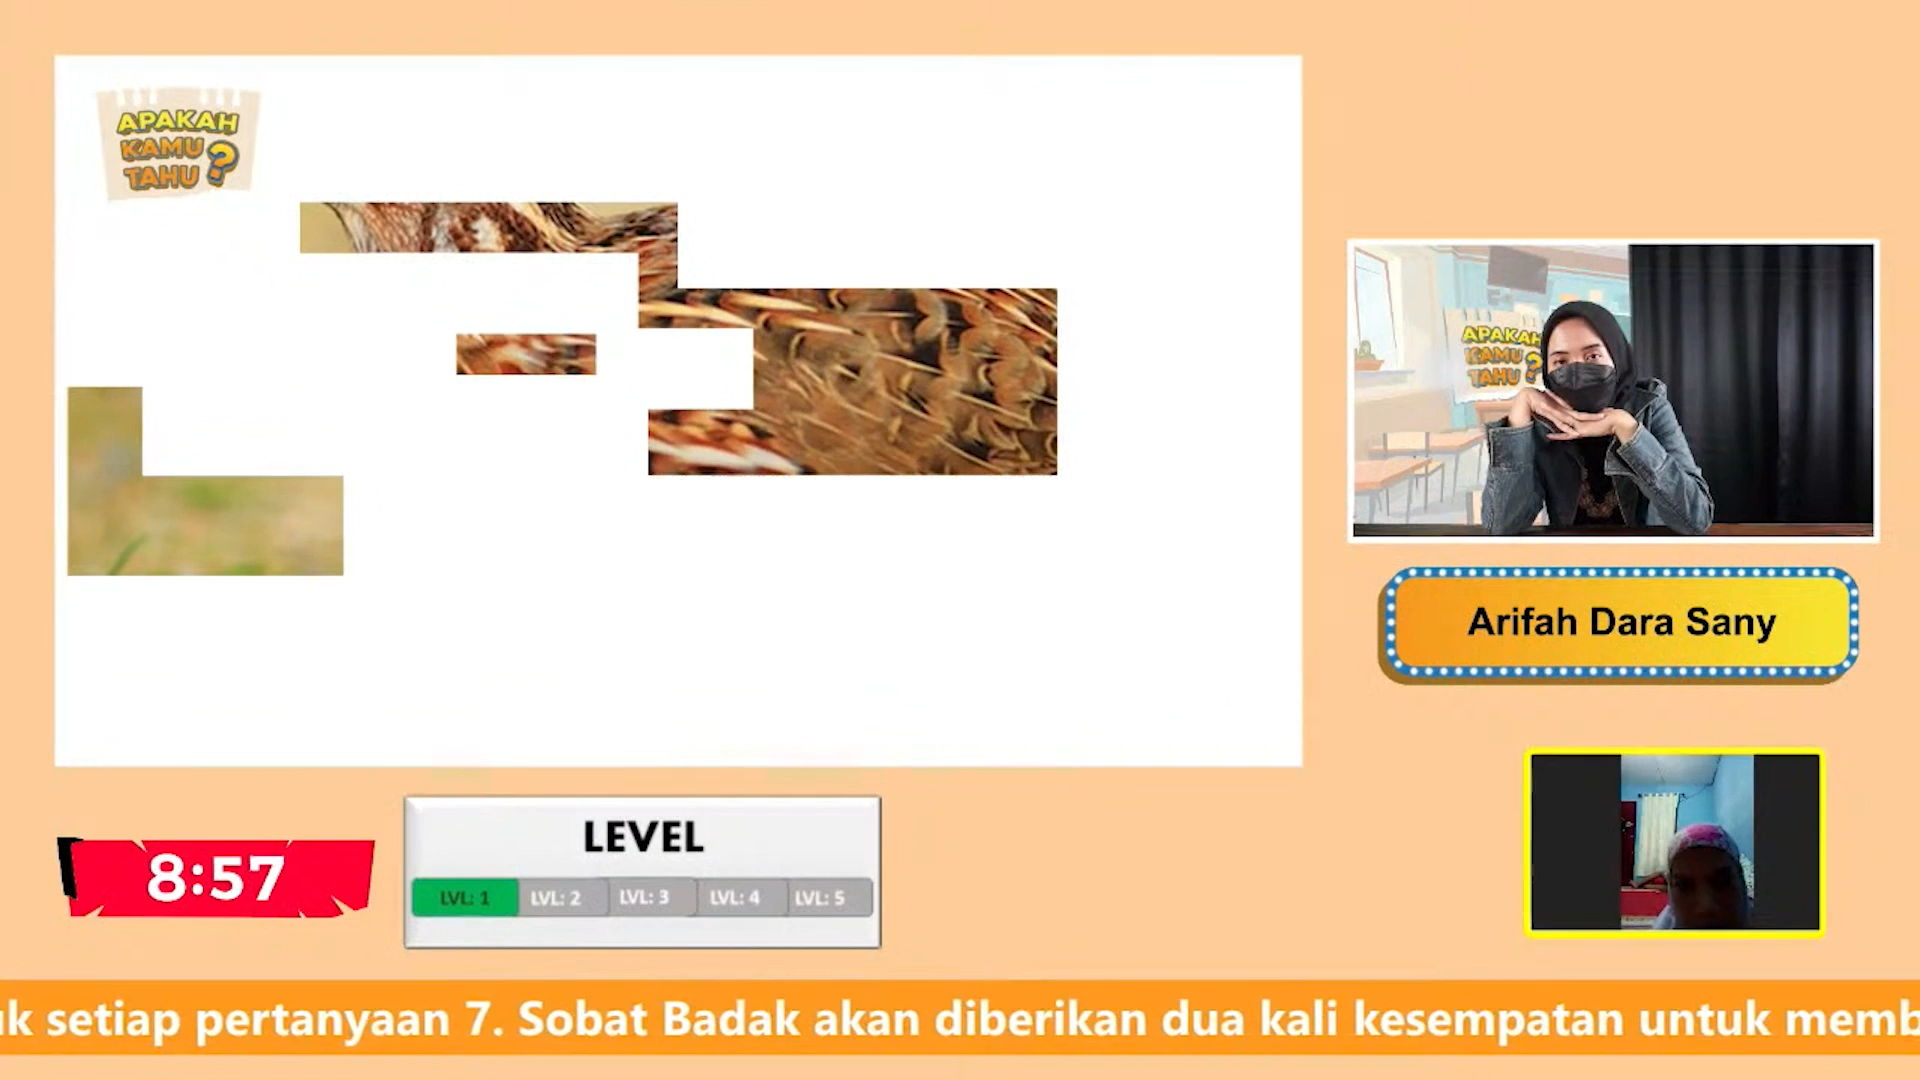 APAKAH
KAMU
TAHU?
APAKAH
KAMU
TAHU?
Arifah Dara Sany
8:57
LEVEL
LVL: 1 LVL: 2 LVL: 3 LVL: 4 LVL: 5
k setiap pertanyaan 7. Sobat Badak akan diberikan dua kali kesempatan untuk memb